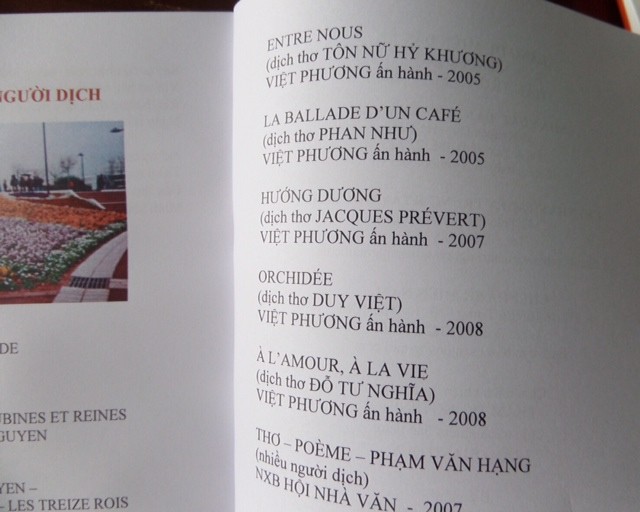 NGƯỜI DỊCH
DE
UBINES ET REINES
GUYEN
YEN –
– LES TREIZE ROIS
ENTRE NOUS
(dịch thơ TÔN NỮ HỶ KHƯƠNG)
VIỆT PHƯƠNG ấn hành - 2005
LA BALLADE D’UN CAFÉ
(dịch thơ PHAN NHƯ)
VIỆT PHƯƠNG ấn hành - 2005
HƯỚNG DƯƠNG
(dịch thơ JACQUES PRÉVERT)
VIỆT PHƯƠNG ấn hành - 2007
ORCHIDÉE
(dịch thơ DUY VIỆT)
VIỆT PHƯƠNG ấn hành - 2008
À L’AMOUR, À LA VIE
(dịch thơ ĐỖ TƯ NGHĨA)
VIỆT PHƯƠNG ấn hành - 2008
THƠ – POÈME – PHẠM VĂN HẠNG
(nhiều người dịch)
NXB HỘI NHÀ VĂN - 2007